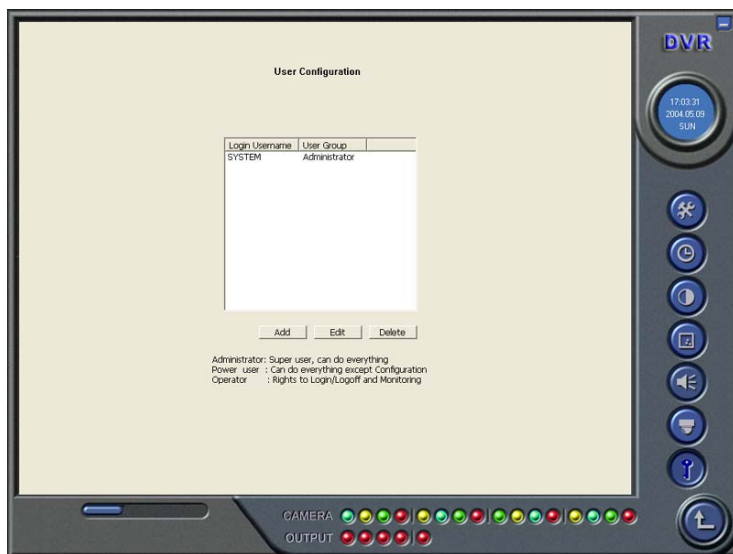 DVR
User Configuration
17:03:31
2004.05.09
SUN
Login Username User Group
SYSTEM Administrator
Add Edit Delete
Administrator: Super user, can do everything
Power user : Can do everything except Configuration
Operator : Rights to Login/Logoff and Monitoring
CAMERA
OUTPUT